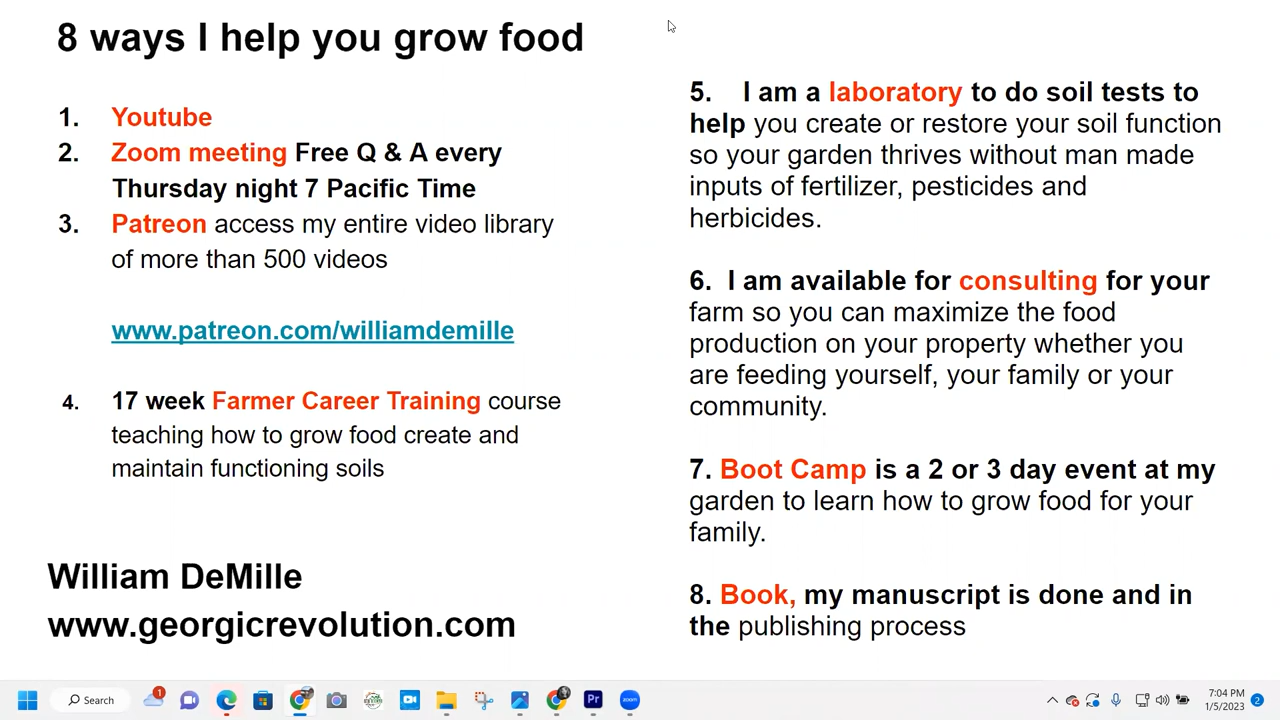 8 ways I help you grow food
1. Youtube
2. Zoom meeting Free Q & A every
Thursday night 7 Pacific Time
3. Patreon access my entire video library
of more than 500 videos
www.patreon.com/williamdemille
4. 17 week Farmer Career Training course
teaching how to grow food create and
maintain functioning soils
William DeMille
www.georgicrevolution.com
5. I am a laboratory to do soil tests to
help you create or restore your soil function
so your garden thrives without man made
inputs of fertilizer, pesticides and
herbicides.
6. I am available for consulting for your
farm so you can maximize the food
production on your property whether you
are feeding yourself, your family or your
community.
7. Boot Camp is a 2 or 3 day event at my
garden to learn how to grow food for your
family.
8. Book, my manuscript is done and in
the publishing process
Search
1
Pr
zoom
7:04 PM
1/5/2023
2